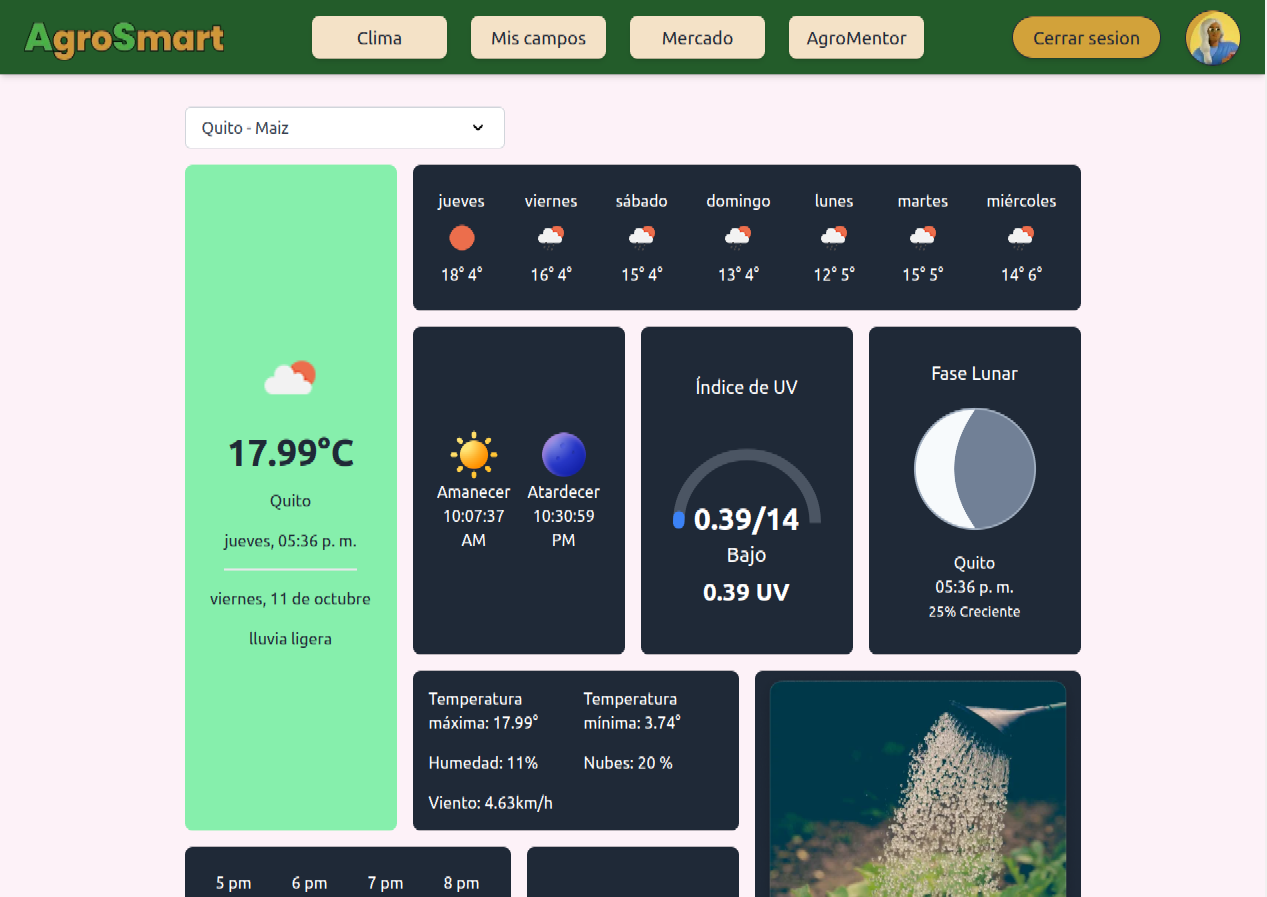 AgroSmart
Clima
Mis campos
Mercado
AgroMentor
Cerrar sesion
Quito - Maiz
17.99°C
Quito
jueves, 05:36 p. m.
viernes, 11 de octubre
lluvia ligera
jueves viernes sábado domingo lunes martes miércoles
18° 4° 16° 4° 15° 4° 13° 4° 12° 5° 15° 5° 14° 6°
Amanecer
10:07:37
AM
Atardecer
10:30:59
PM
Índice de UV
0.39/14
Bajo
0.39 UV
Fase Lunar
Quito
05:36 p. m.
25% Creciente
Temperatura
máxima: 17.99°
Temperatura
mínima: 3.74°
Humedad: 11%
Nubes: 20 %
Viento: 4.63km/h
5 pm 6 pm 7 pm 8 pm